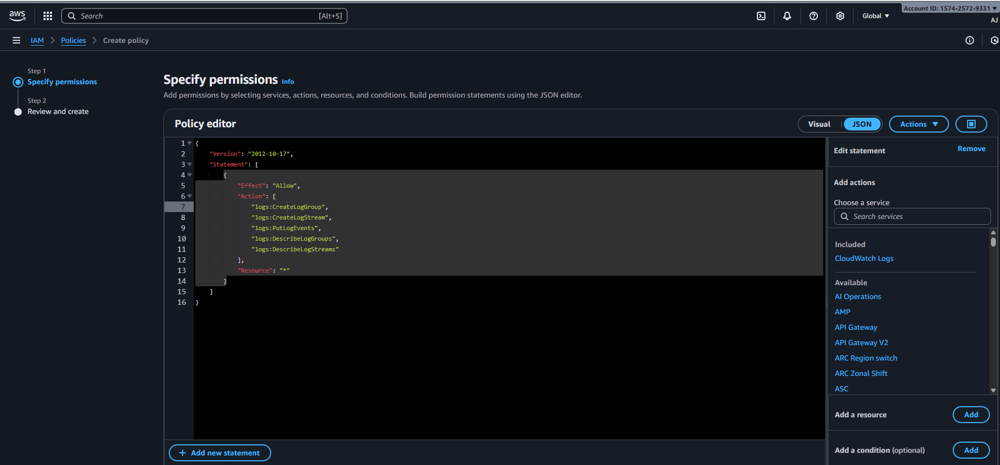 aws
Search [Alt+S]
Global
Account ID: 1574-2572-9331
AJ
IAM
Policies
Create policy
Step 1
Specify permissions
Step 2
Review and create
Specify permissions Info
Add permissions by selecting services, actions, resources, and conditions. Build permission statements using the JSON editor.
Policy editor
Visual
JSON
Actions
1 {
2 "Version": "2012-10-17",
3 "Statement": [
4 {
5 "Effect": "Allow",
6 "Action": [
7 "logs:CreateLogGroup",
8 "logs:CreateLogStream",
9 "logs:PutLogEvents",
10 "logs:DescribeLogGroups",
11 "logs:DescribeLogStreams"
12 ],
13 "Resource": "*"
14 }
15 ]
16 }
+ Add new statement
Edit statement
Remove
Add actions
Choose a service
Search services
Included
CloudWatch Logs
Available
AI Operations
AMP
API Gateway
API Gateway V2
ARC Region switch
ARC Zonal Shift
ASC
Add a resource
Add
Add a condition (optional)
Add